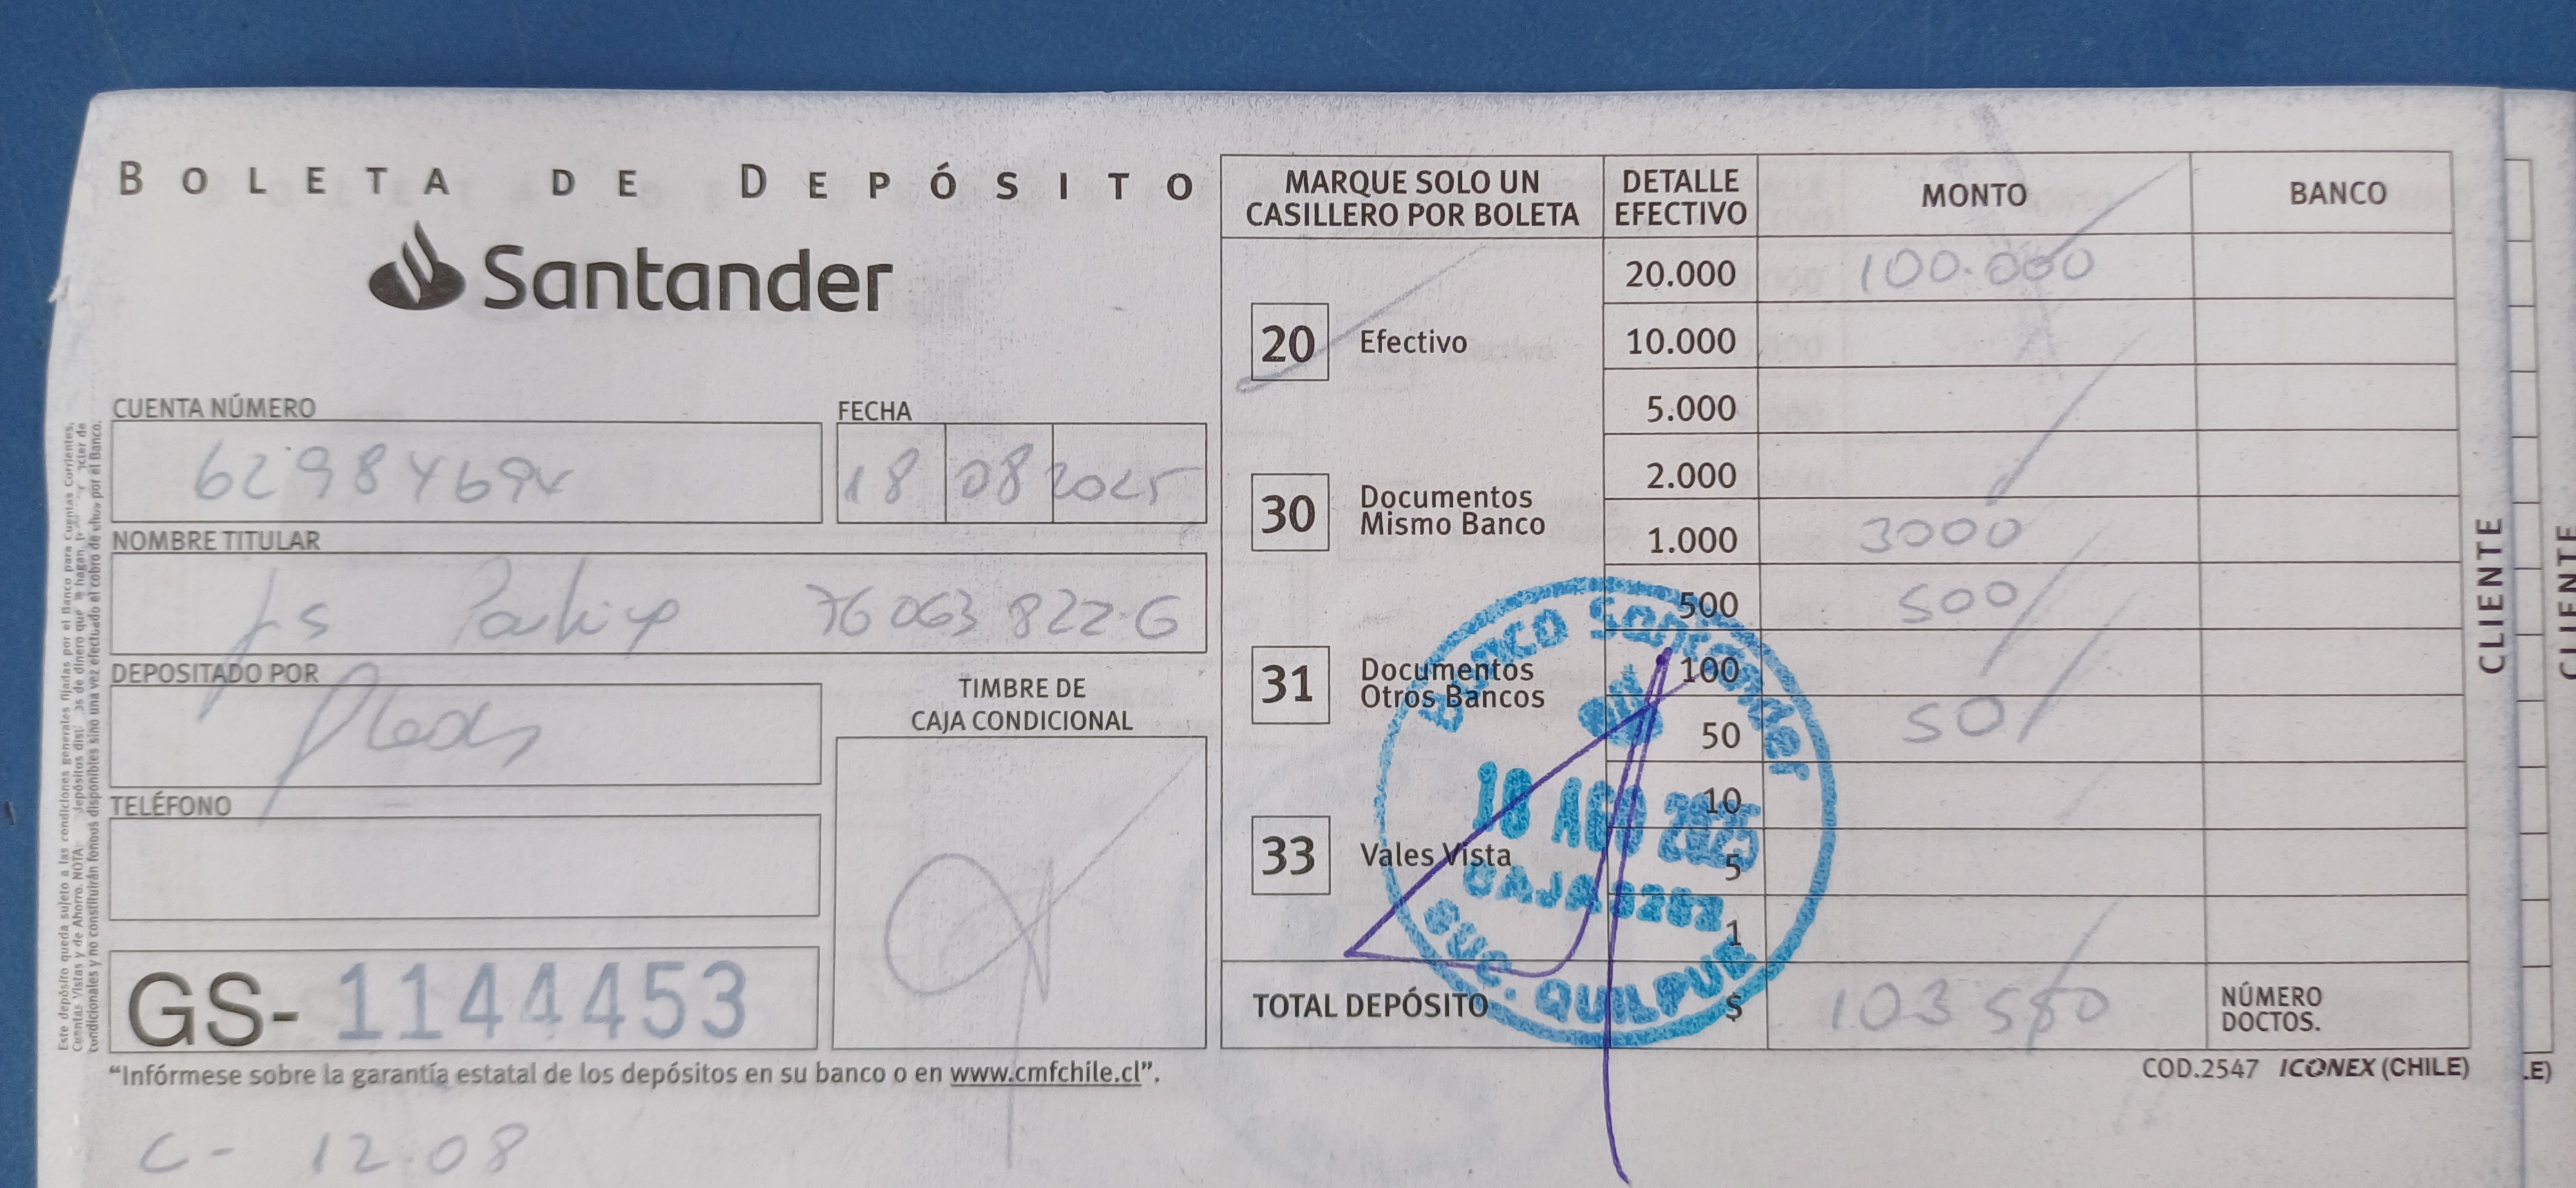 BOLETA DE DEPÓSITO
Santander
CUENTA NÚMERO
FECHA
18 08 2025
NOMBRE TITULAR
76 063 822-6
DEPOSITADO POR
TIMBRE DE
CAJA CONDICIONAL
TELÉFONO
GS- 1144453
“Infórmese sobre la garantía estatal de los depósitos en su banco o en www.cmfchile.cl”.
C- 12.08
MARQUE SOLO UN
CASILLERO POR BOLETA
DETALLE
EFECTIVO
MONTO
BANCO
20 Efectivo
30 Documentos
Mismo Banco
31 Documentos
Otros Bancos
33 Vales Vista
20.000 100.000
10.000
5.000
2.000
1.000 3000
500 500
100
50 50
10
5
1
TOTAL DEPÓSITO $ 103 550
NÚMERO
DOCTOS.
BANCO Santander
18 AGO 2025
CAJA
SUC. QUILPUE
COD.2547 ICONEX (CHILE)
CLIENTE
CLIENTE
LE)